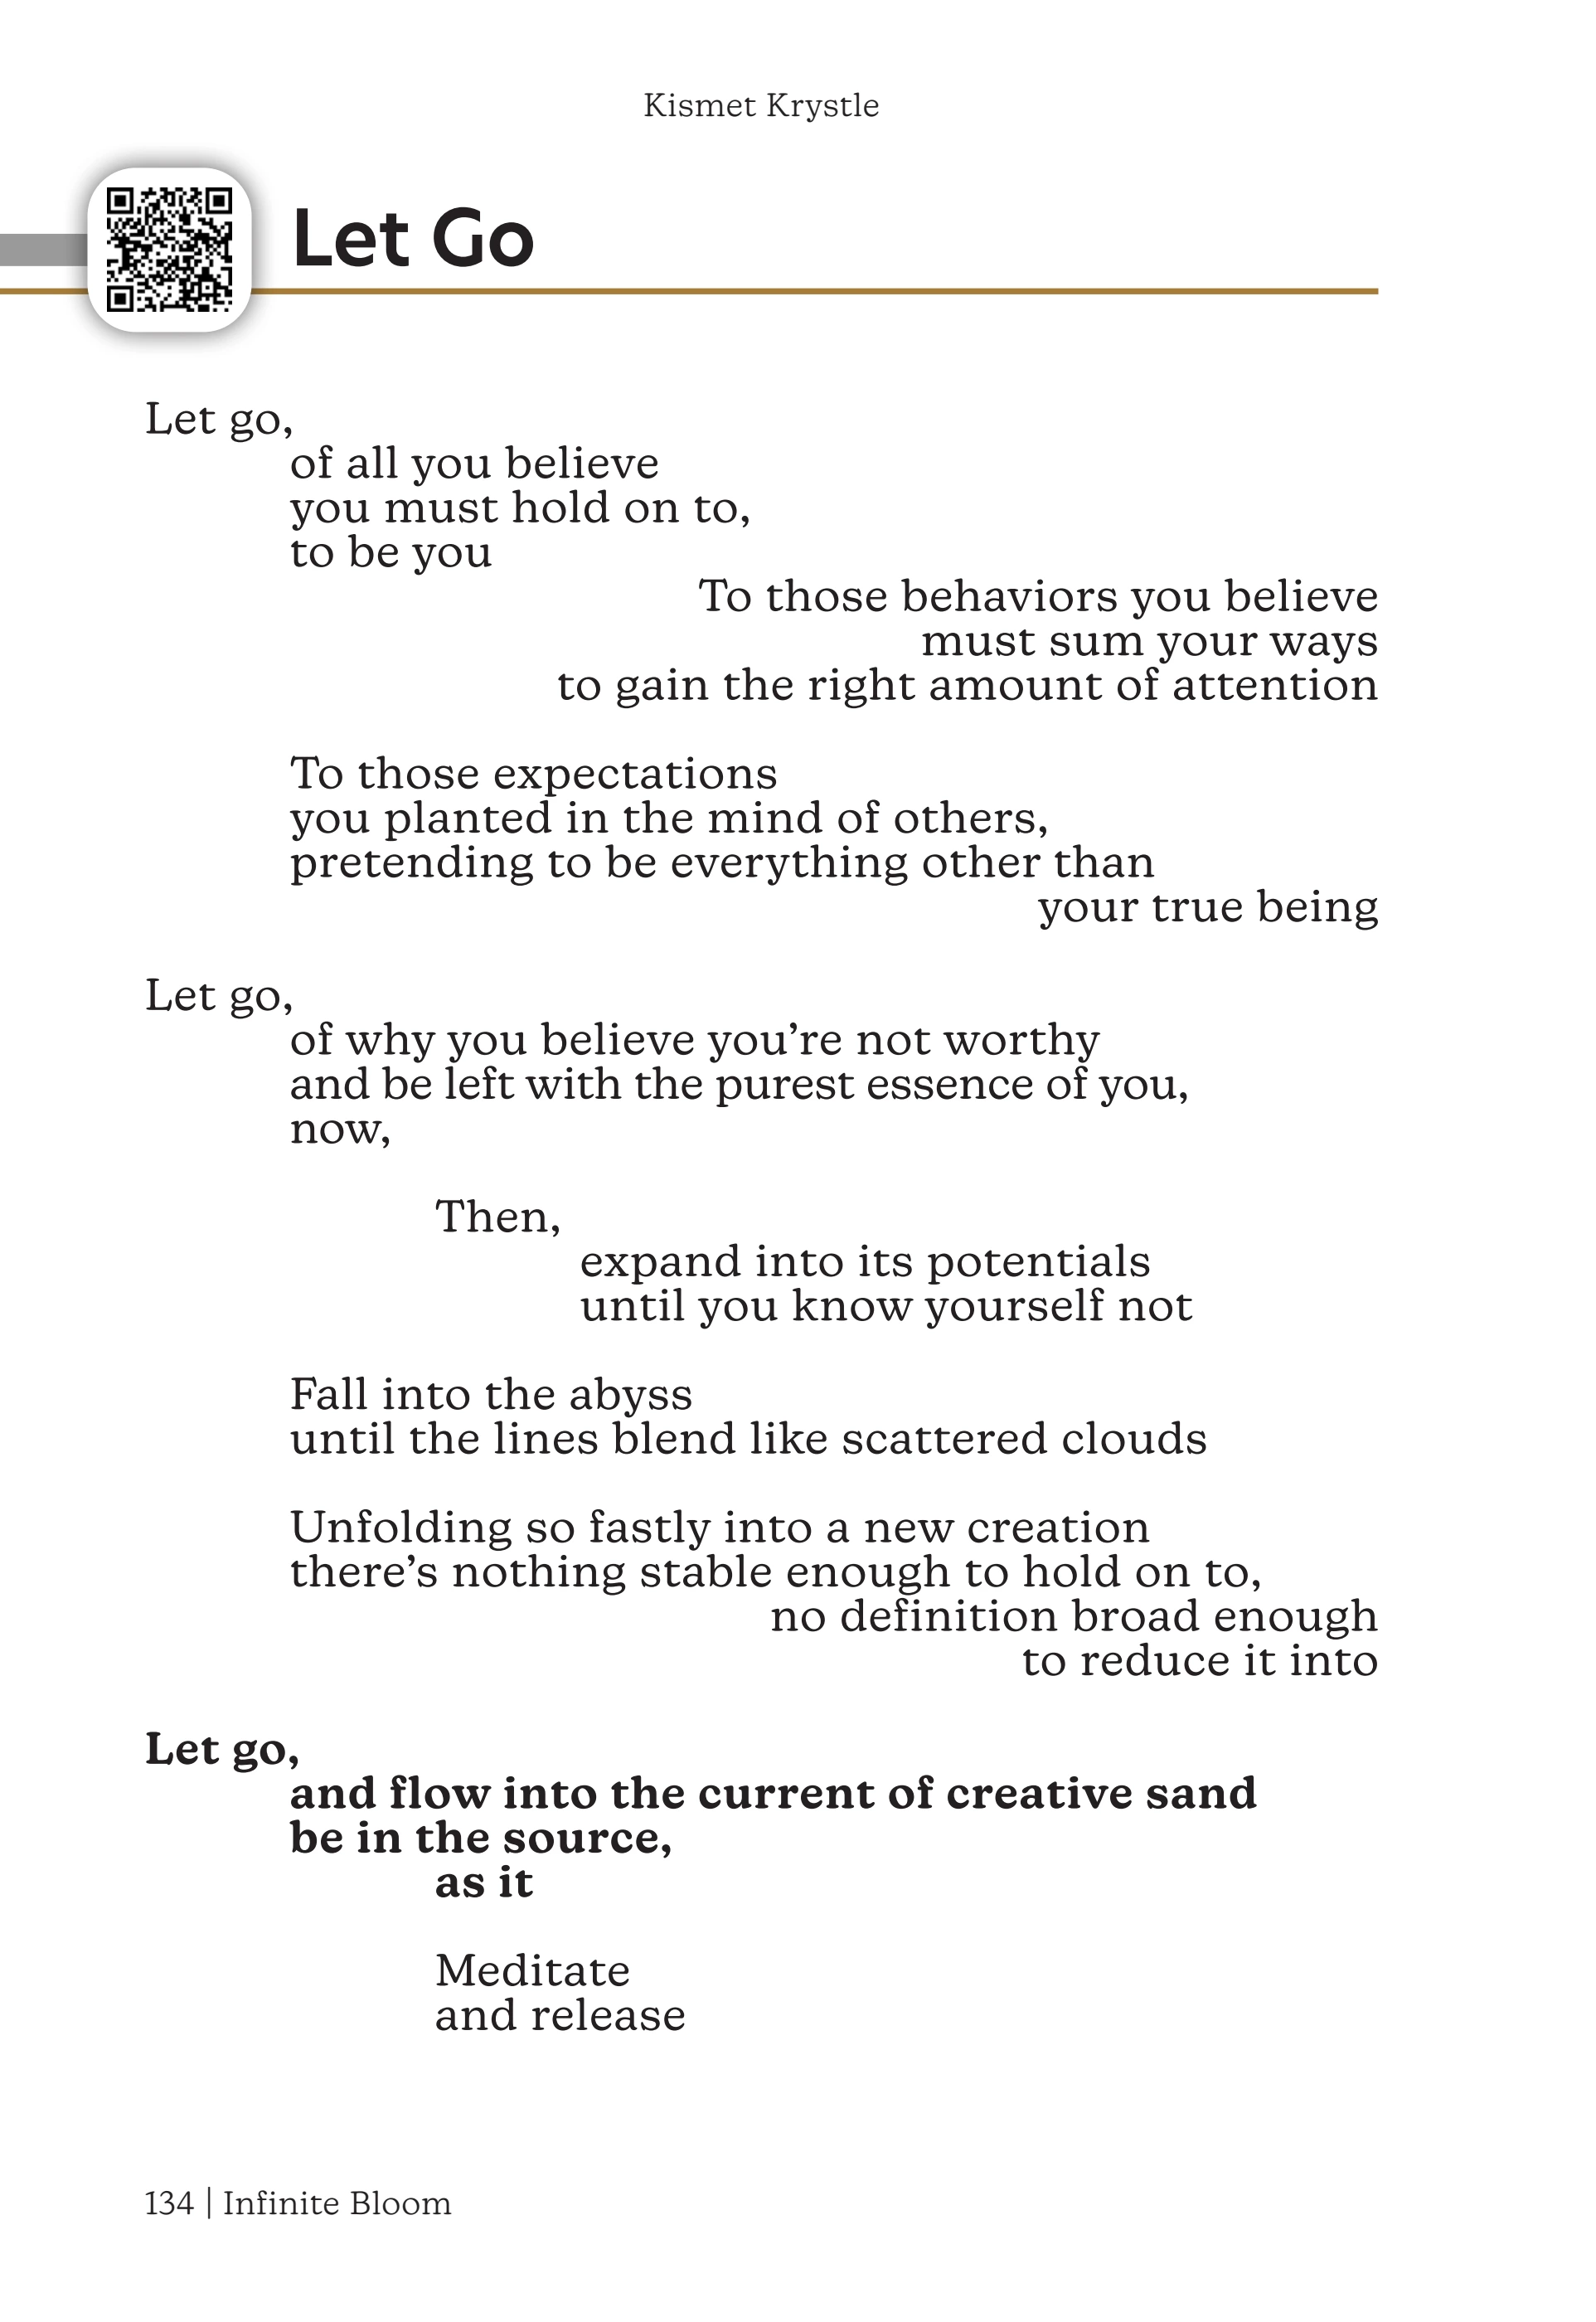 Kismet Krystle
Let Go
Let go,
of all you believe
you must hold on to,
to be you
To those behaviors you believe
must sum your ways
to gain the right amount of attention
To those expectations
you planted in the mind of others,
pretending to be everything other than
your true being
Let go,
of why you believe you’re not worthy
and be left with the purest essence of you,
now,
Then,
expand into its potentials
until you know yourself not
Fall into the abyss
until the lines blend like scattered clouds
Unfolding so fastly into a new creation
there’s nothing stable enough to hold on to,
no definition broad enough
to reduce it into
Let go,
and flow into the current of creative sand
be in the source,
as it
Meditate
and release
134 | Infinite Bloom